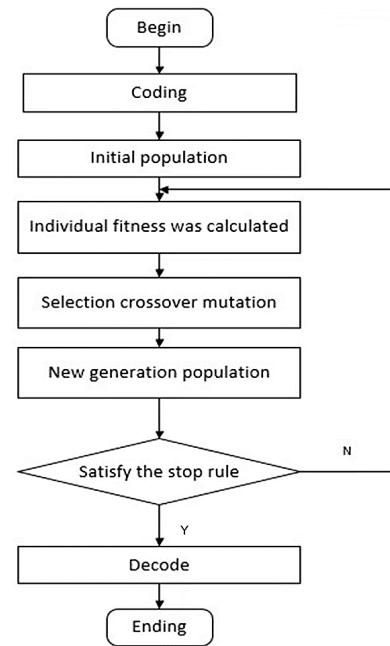 Begin
Coding
Initial population
Individual fitness was calculated
Selection crossover mutation
New generation population
Satisfy the stop rule
N
Y
Decode
Ending